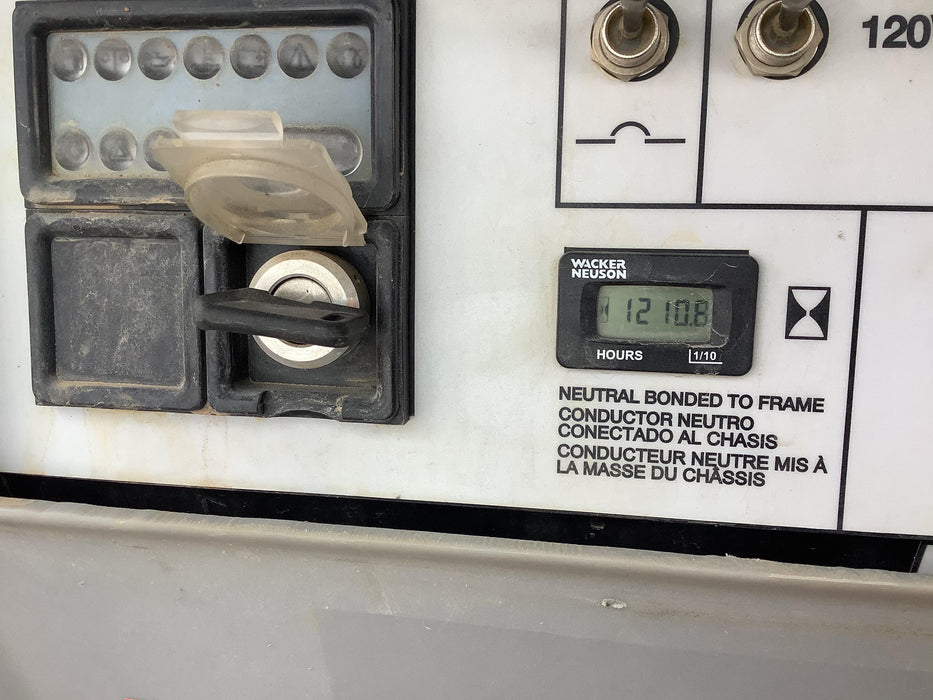 120
WACKER
NEUSON
1210.8
HOURS 1/10
NEUTRAL BONDED TO FRAME
CONDUCTOR NEUTRO
CONECTADO AL CHASIS
CONDUCTEUR NEUTRE MIS À
LA MASSE DU CHÂSSIS